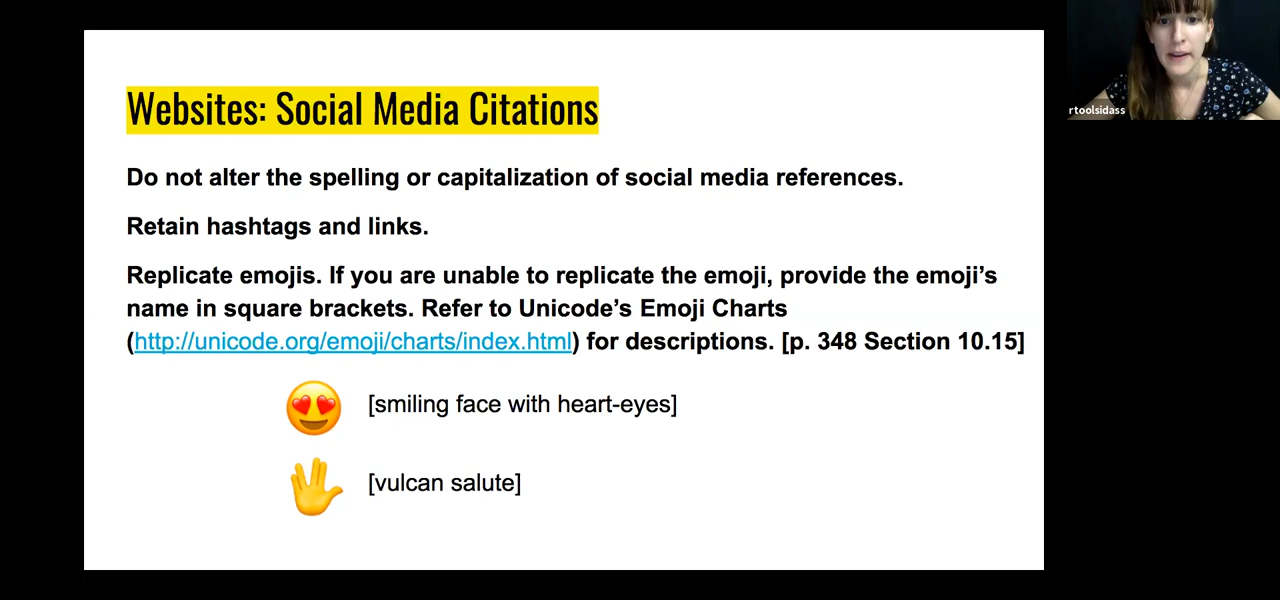 Websites: Social Media Citations
rtoolsidass
Do not alter the spelling or capitalization of social media references.
Retain hashtags and links.
Replicate emojis. If you are unable to replicate the emoji, provide the emoji’s
name in square brackets. Refer to Unicode’s Emoji Charts
(http://unicode.org/emoji/charts/index.html) for descriptions. [p. 348 Section 10.15]
[smiling face with heart-eyes]
[vulcan salute]